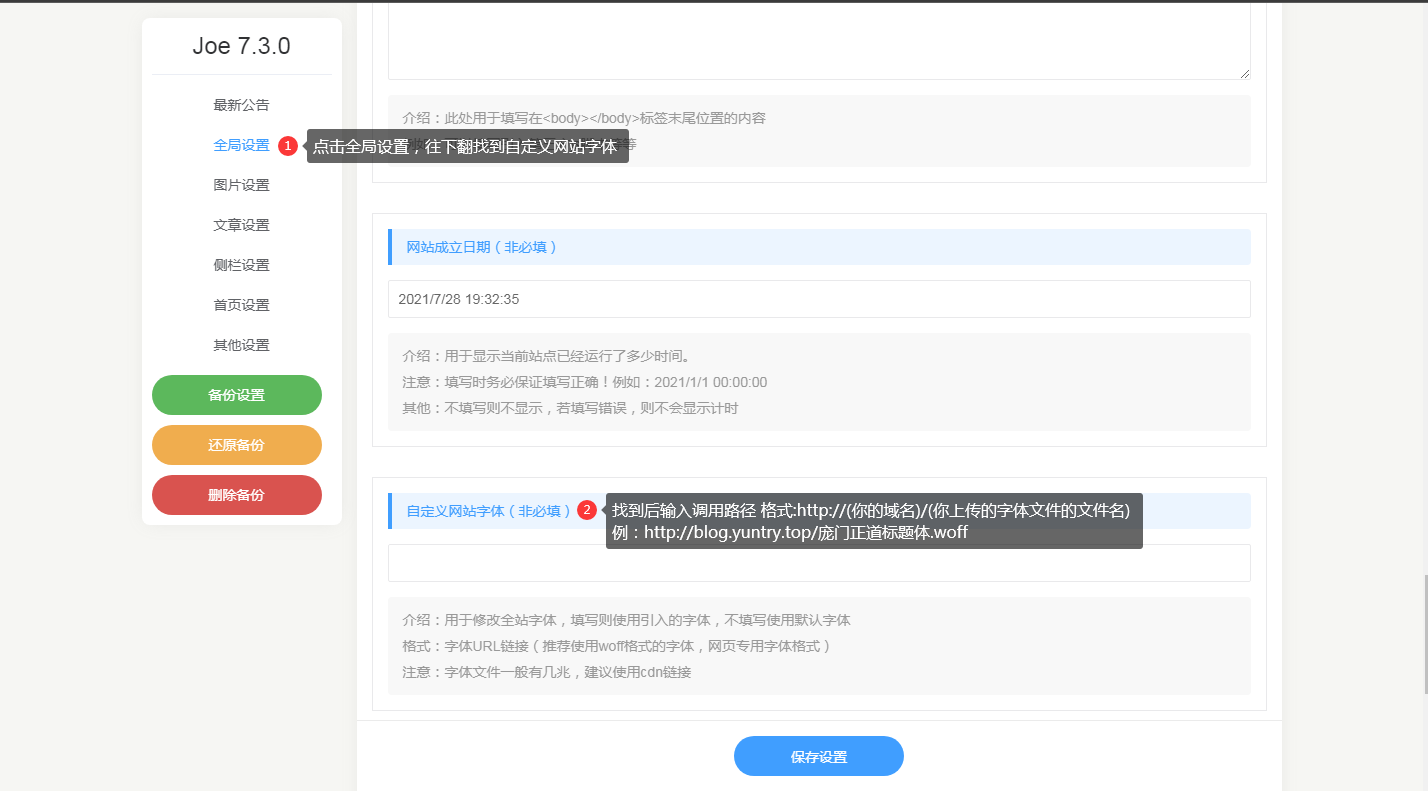 Joe 7.3.0
最新公告
全局设置
1
点击全局设置，往下翻找到自定义网站字体
图片设置
文章设置
侧栏设置
首页设置
其他设置
备份设置
还原备份
删除备份
介绍：此处用于填写在<body></body>标签末尾位置的内容
等
网站成立日期（非必填）
2021/7/28 19:32:35
介绍：用于显示当前站点已经运行了多少时间。
注意：填写时务必保证填写正确！例如：2021/1/1 00:00:00
其他：不填写则不显示，若填写错误，则不会显示计时
自定义网站字体（非必填）
2
找到后输入调用路径 格式:http://(你的域名)/(你上传的字体文件的文件名)
例：http://blog.yuntry.top/庞门正道标题体.woff
介绍：用于修改全站字体，填写则使用引入的字体，不填写使用默认字体
格式：字体URL链接（推荐使用woff格式的字体，网页专用字体格式）
注意：字体文件一般有几兆，建议使用cdn链接
保存设置